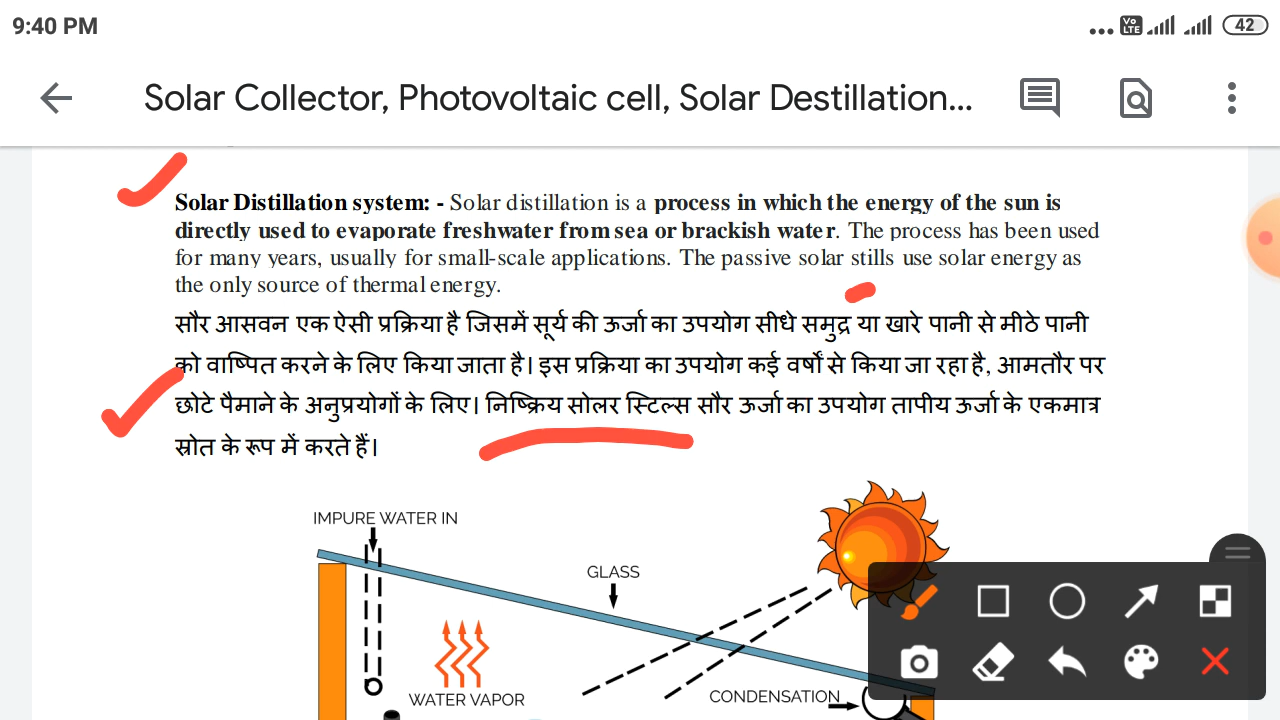 9:40 PM
Vo LTE
42
Solar Collector, Photovoltaic cell, Solar Destillation...
Solar Distillation system: - Solar distillation is a process in which the energy of the sun is
directly used to evaporate freshwater from sea or brackish water. The process has been used
for many years, usually for small-scale applications. The passive solar stills use solar energy as
the only source of thermal energy.
सौर आसवन एक ऐसी प्रक्रिया है जिसमें सूर्य की ऊर्जा का उपयोग सीधे समुद्र या खारे पानी से मीठे पानी
को वाष्पित करने के लिए किया जाता है। इस प्रक्रिया का उपयोग कई वर्षों से किया जा रहा है, आमतौर पर
छोटे पैमाने के अनुप्रयोगों के लिए। निष्क्रिय सोलर स्टिल्स सौर ऊर्जा का उपयोग तापीय ऊर्जा के एकमात्र
स्रोत के रूप में करते हैं।
IMPURE WATER IN
GLASS
WATER VAPOR
CONDENSATION